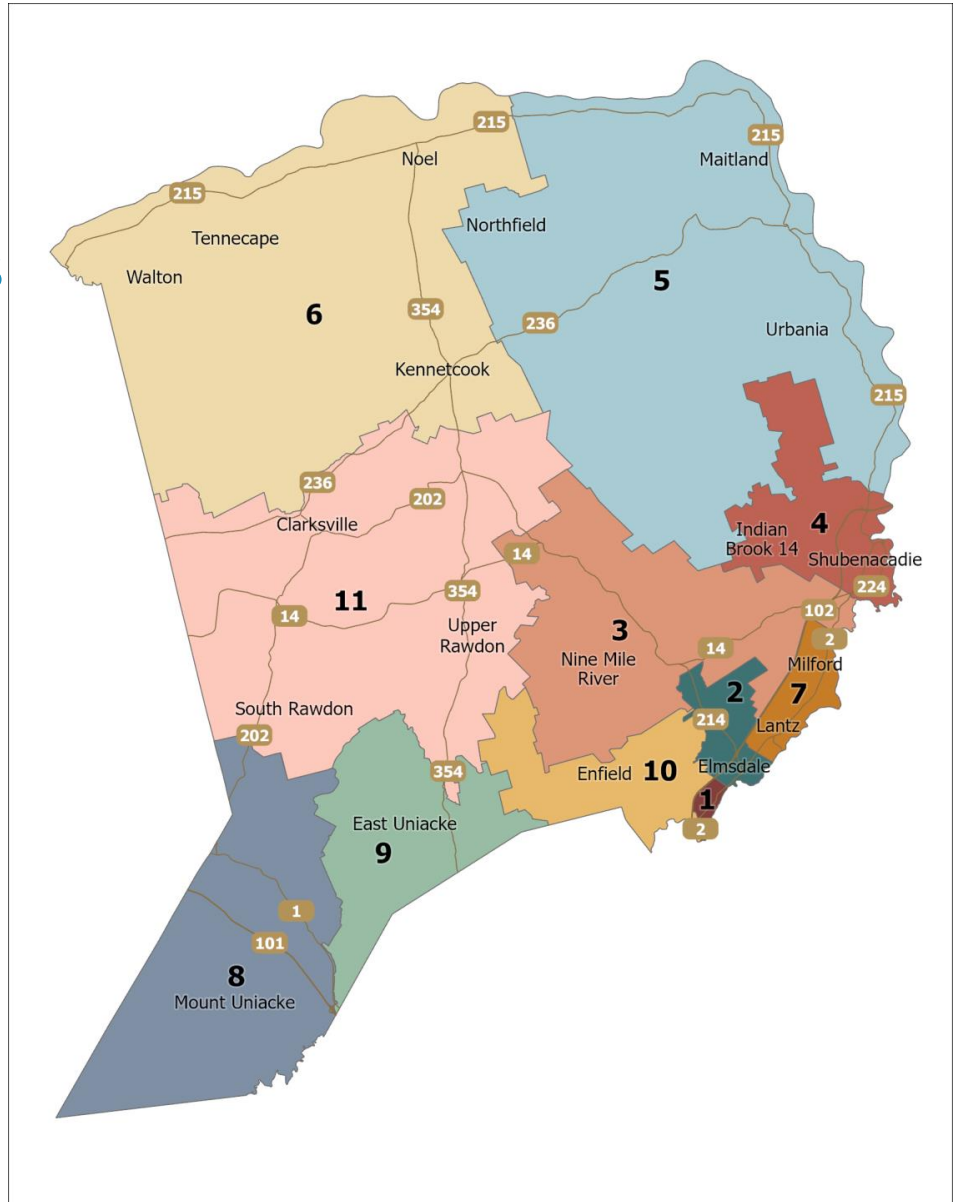 215
215
Noel
Maitland
215
Northfield
Tennecape
Walton
5
6
354
236
Urbania
Kennetcook
215
236
202
Clarksville
Indian
Brook 14
4
14
Shubenacadie
354
224
11
14
102
Upper
Rawdon
3
2
14
Nine Mile
River
Milford
2
7
South Rawdon
214
Lantz
202
354
Enfield
10
Elmsdale
1
East Uniacke
2
9
1
101
8
Mount Uniacke